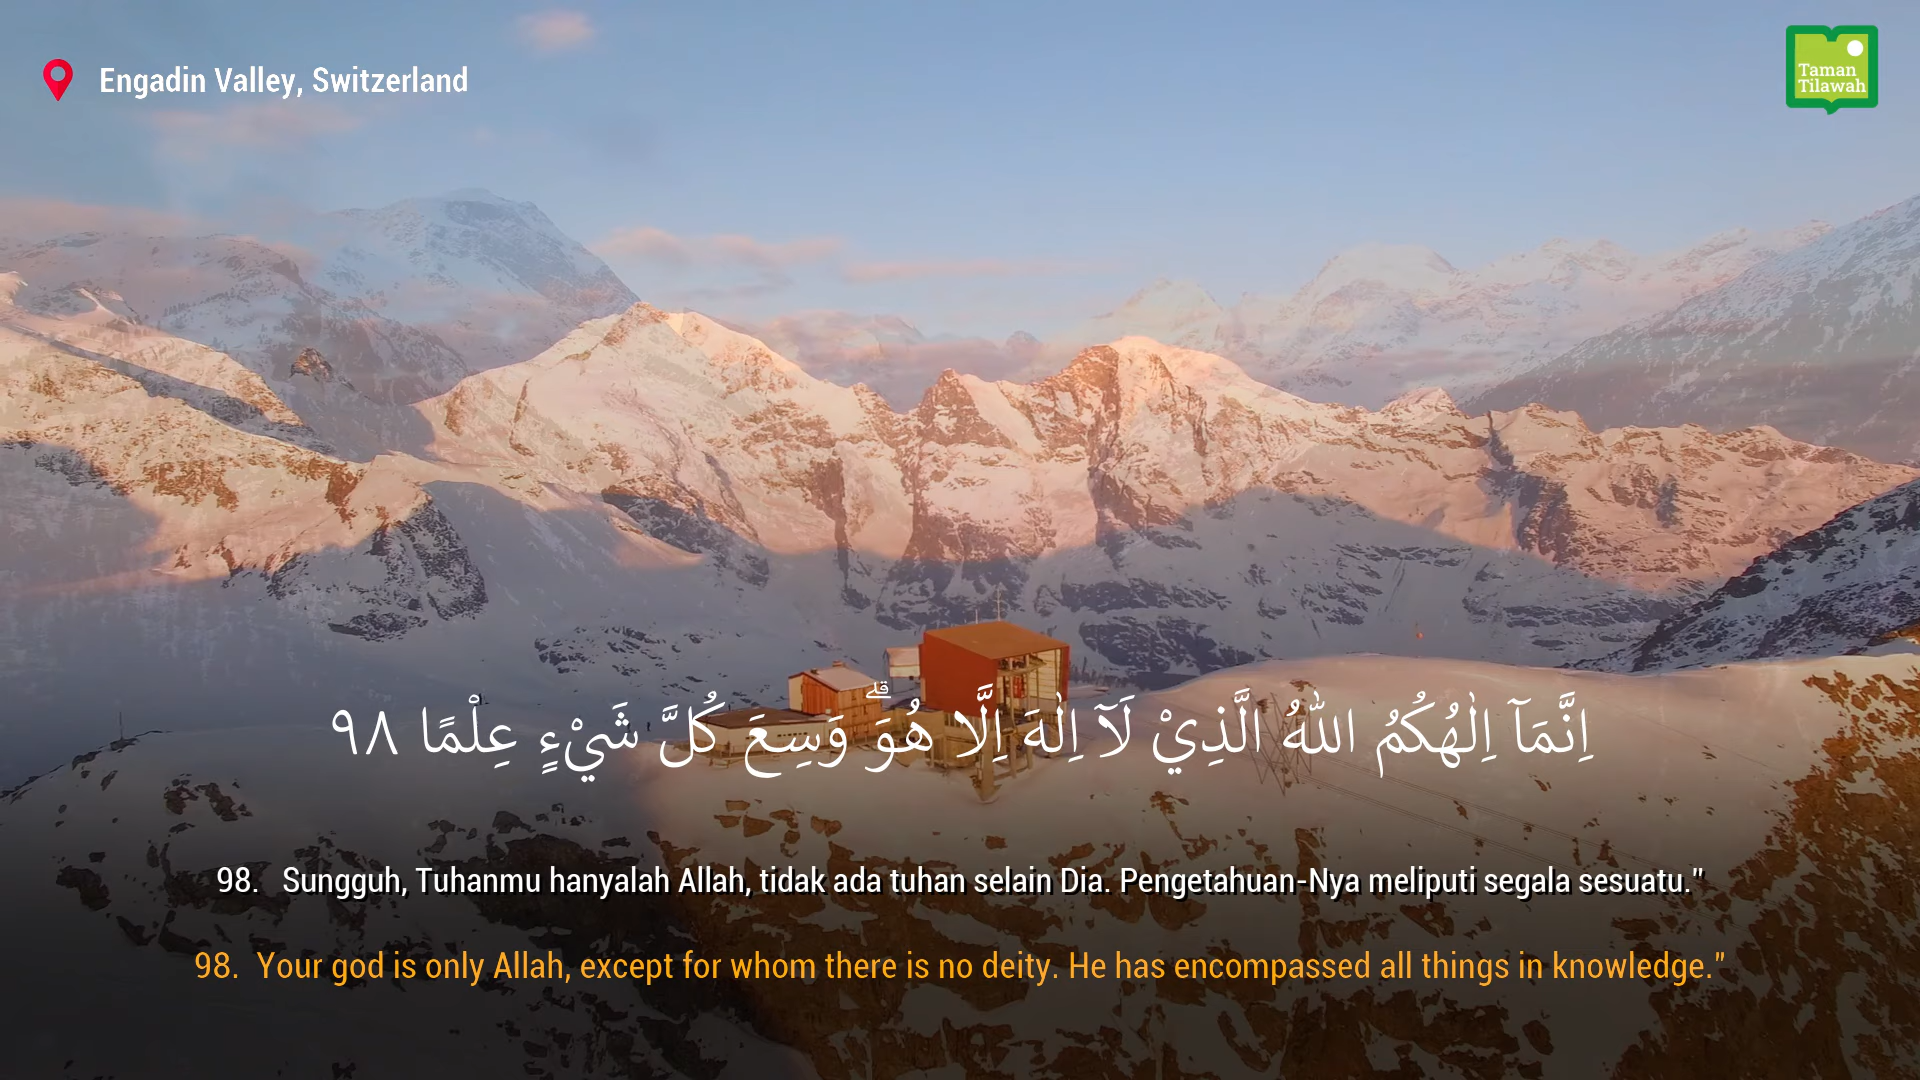 Engadin Valley, Switzerland
Taman
Tilawah
اِنَّمَآ اِلٰهُكُمُ اللّٰهُ الَّذِيْ لَآ اِلٰهَ اِلَّا هُوَۗ وَسِعَ كُلَّ شَيْءٍ عِلْمًا ٩٨
98. Sungguh, Tuhanmu hanyalah Allah, tidak ada tuhan selain Dia. Pengetahuan-Nya meliputi segala sesuatu.”
98. Your god is only Allah, except for whom there is no deity. He has encompassed all things in knowledge.”